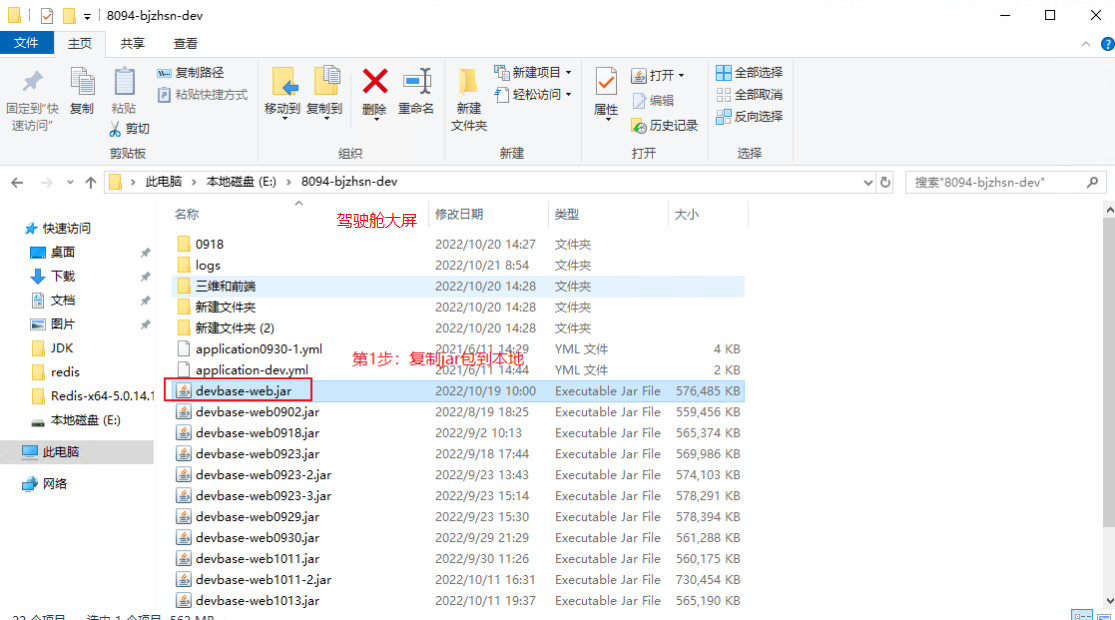 8094-bjzhsn-dev
文件 主页 共享 查看
固定到"快速访问" 复制 粘贴 复制路径 粘贴快捷方式 剪切
移动到 复制到 删除 重命名
新建文件夹 新建项目 轻松访问
属性 打开 编辑 历史记录
全部选择 全部取消 反向选择
剪贴板 组织 新建 打开 选择
此电脑 本地磁盘 (E:) 8094-bjzhsn-dev 搜索"8094-bjzhsn-dev"
快速访问
桌面
下载
文档
图片
JDK
redis
Redis-x64-5.0.14.1
本地磁盘 (E:)
此电脑
网络
名称 修改日期 类型 大小
驾驶舱大屏
0918 2022/10/20 14:27 文件夹
logs 2022/10/21 8:54 文件夹
三维和前端 2022/10/20 14:28 文件夹
新建文件夹 2022/10/20 14:28 文件夹
新建文件夹 (2) 2022/10/20 14:28 文件夹
application0930-1.yml 2021/6/11 14:29 YML 文件 4 KB
第1步：复制jar包到本地
application-dev.yml 2021/6/11 14:44 YML 文件 2 KB
devbase-web.jar 2022/10/19 10:00 Executable Jar File 576,485 KB
devbase-web0902.jar 2022/8/19 18:25 Executable Jar File 559,456 KB
devbase-web0918.jar 2022/9/2 10:13 Executable Jar File 565,374 KB
devbase-web0923.jar 2022/9/18 17:44 Executable Jar File 569,986 KB
devbase-web0923-2.jar 2022/9/23 13:43 Executable Jar File 574,103 KB
devbase-web0923-3.jar 2022/9/23 15:14 Executable Jar File 578,291 KB
devbase-web0929.jar 2022/9/23 15:30 Executable Jar File 578,394 KB
devbase-web0930.jar 2022/9/29 21:29 Executable Jar File 561,288 KB
devbase-web1011.jar 2022/9/30 11:26 Executable Jar File 560,175 KB
devbase-web1011-2.jar 2022/10/11 16:31 Executable Jar File 730,454 KB
devbase-web1013.jar 2022/10/11 19:37 Executable Jar File 565,190 KB
选中 1 个项目 562 MB